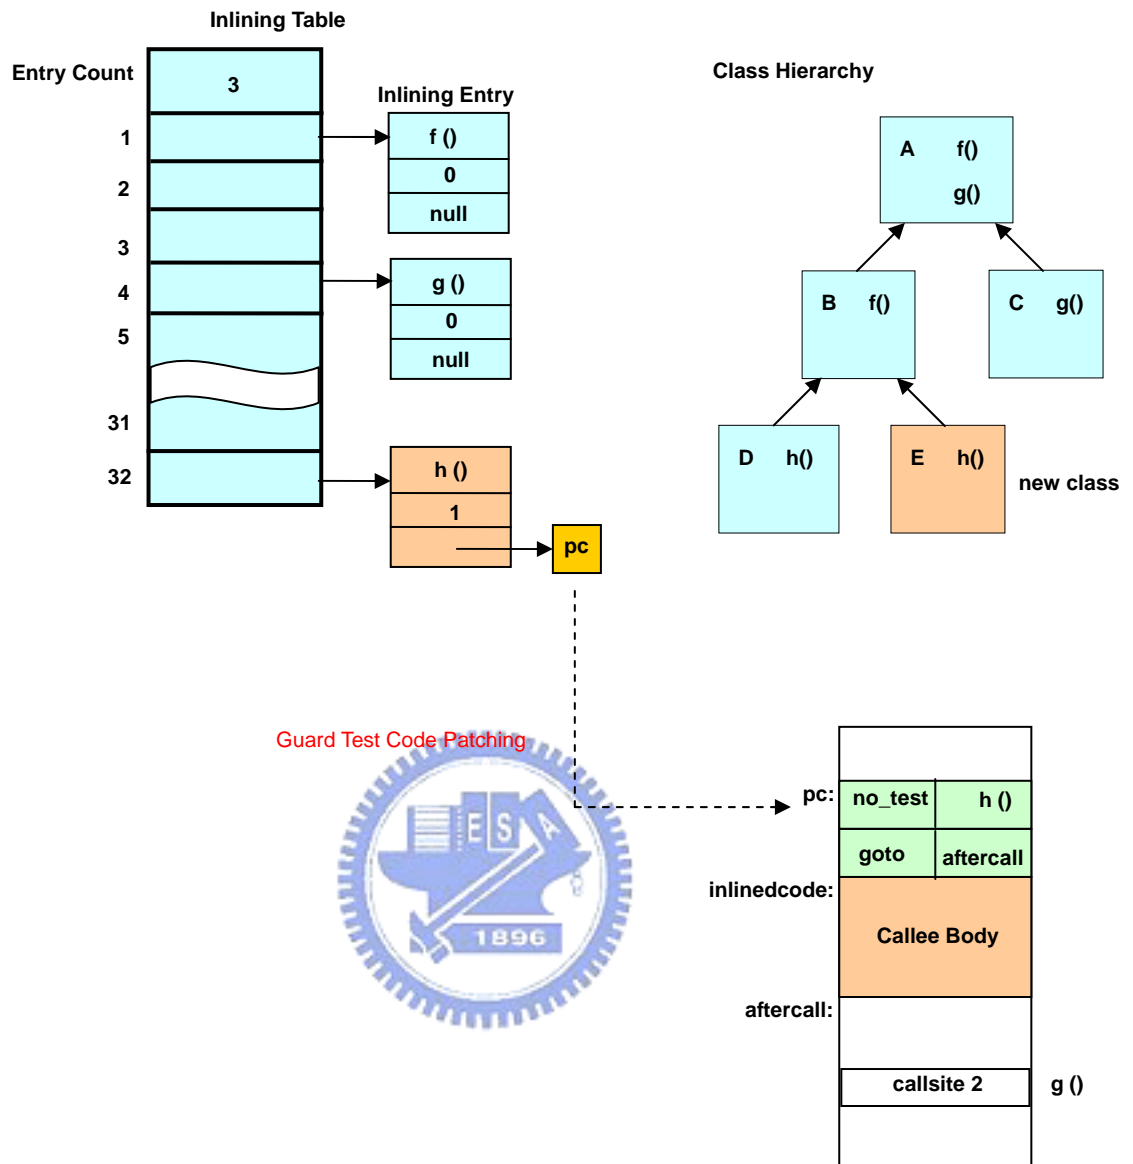 Inlining Table
Entry Count
3
Inlining Entry
1
f ()
0
null
2
3
4
g ()
0
null
5
31
32
h ()
1
pc
Class Hierarchy
A f()
g()
B f()
C g()
D h()
E h()
new class
Guard Test Code Patching
E S A
1896
pc:
no_test h ()
goto aftercall
inlinedcode:
Callee Body
aftercall:
callsite 2
g ()